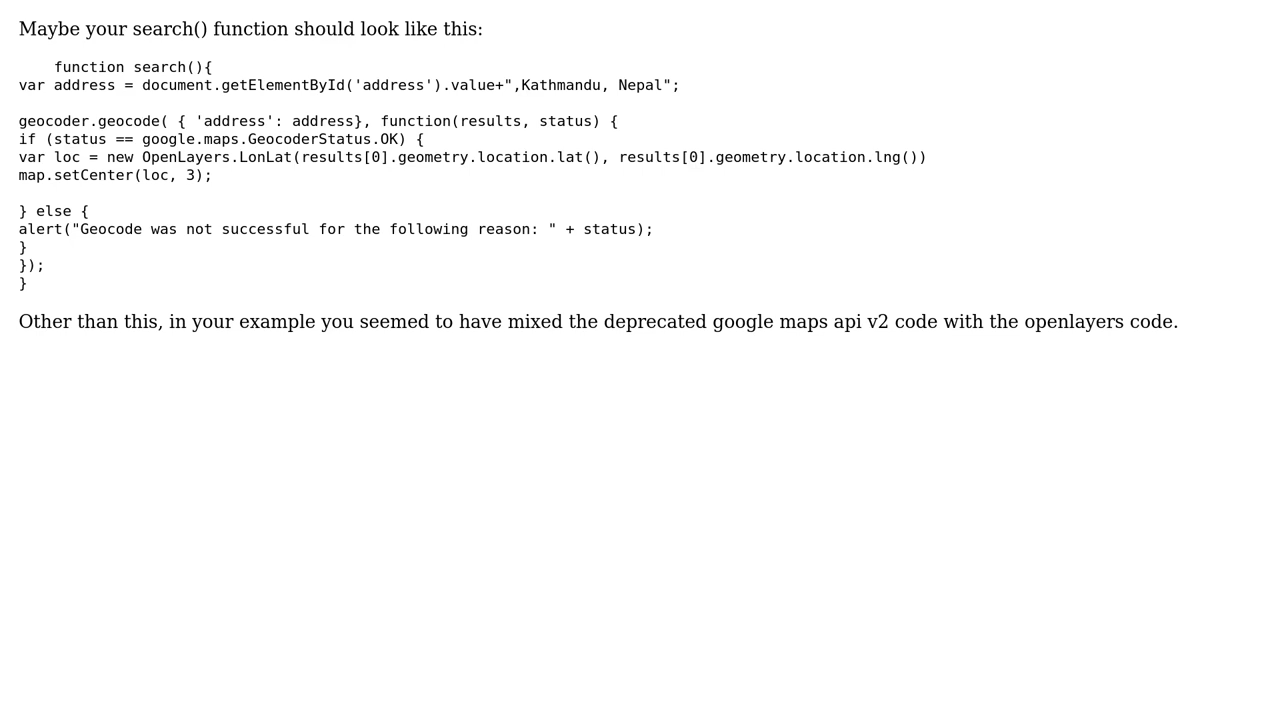 Maybe your search() function should look like this:
function search(){
var address = document.getElementById('address').value+",Kathmandu, Nepal";
geocoder.geocode( { 'address': address}, function(results, status) {
if (status == google.maps.GeocoderStatus.OK) {
var loc = new OpenLayers.LonLat(results[0].geometry.location.lat(), results[0].geometry.location.lng())
map.setCenter(loc, 3);
} else {
alert("Geocode was not successful for the following reason: " + status);
}
});
}
Other than this, in your example you seemed to have mixed the deprecated google maps api v2 code with the openlayers code.